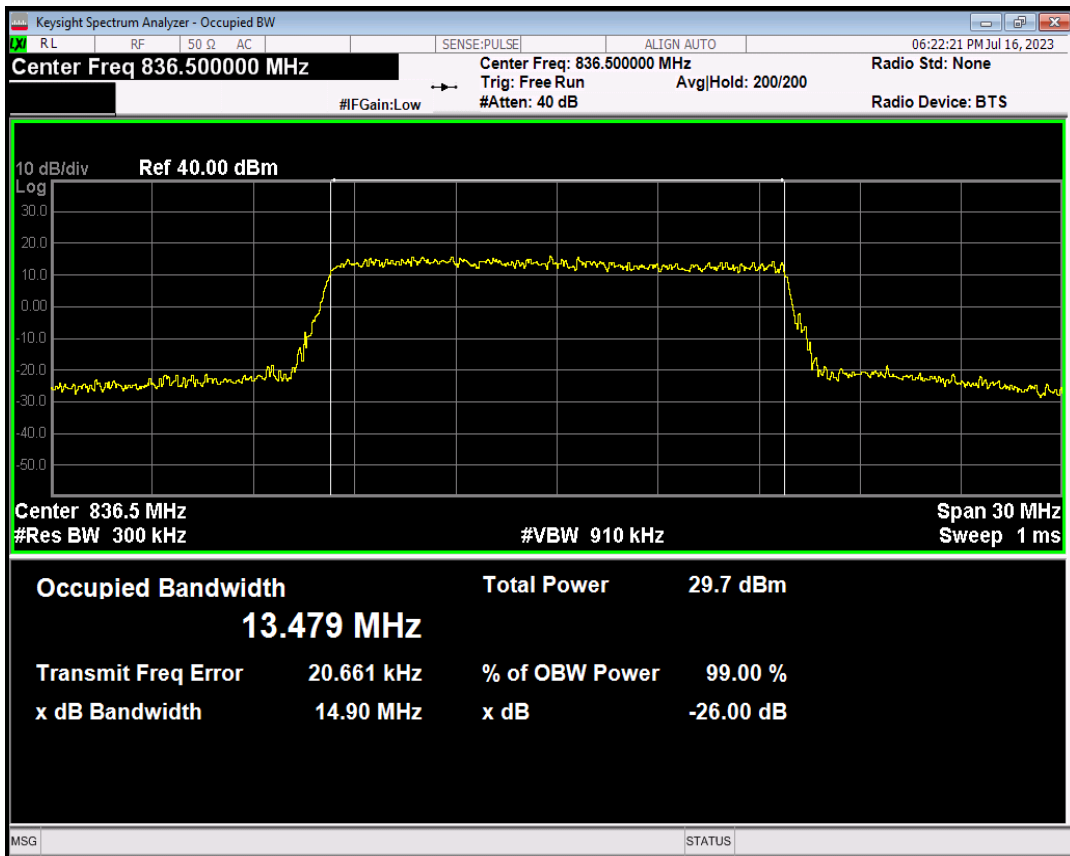 Keysight Spectrum Analyzer - Occupied BW
LXI RL RF 50 Ω AC SENSE:PULSE ALIGN AUTO 06:22:21 PM Jul 16, 2023
Center Freq 836.500000 MHz Center Freq: 836.500000 MHz Radio Std: None
Trig: Free Run Avg|Hold: 200/200
#IFGain:Low #Atten: 40 dB Radio Device: BTS
10 dB/div Ref 40.00 dBm
Log
30.0
20.0
10.0
0.00
-10.0
-20.0
-30.0
-40.0
-50.0
Center 836.5 MHz Span 30 MHz
#Res BW 300 kHz #VBW 910 kHz Sweep 1 ms
Occupied Bandwidth Total Power 29.7 dBm
13.479 MHz
Transmit Freq Error 20.661 kHz % of OBW Power 99.00 %
x dB Bandwidth 14.90 MHz x dB -26.00 dB
MSG STATUS